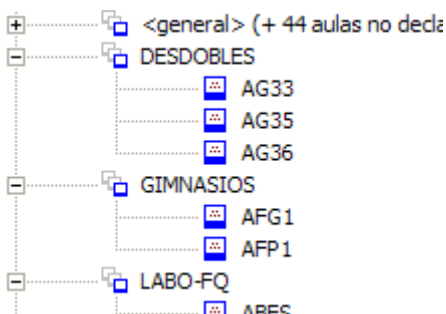 <general> (+ 44 aulas no decla
DESDOBLES
AG33
AG35
AG36
GIMNASIOS
AFG1
AFP1
LABO-FQ